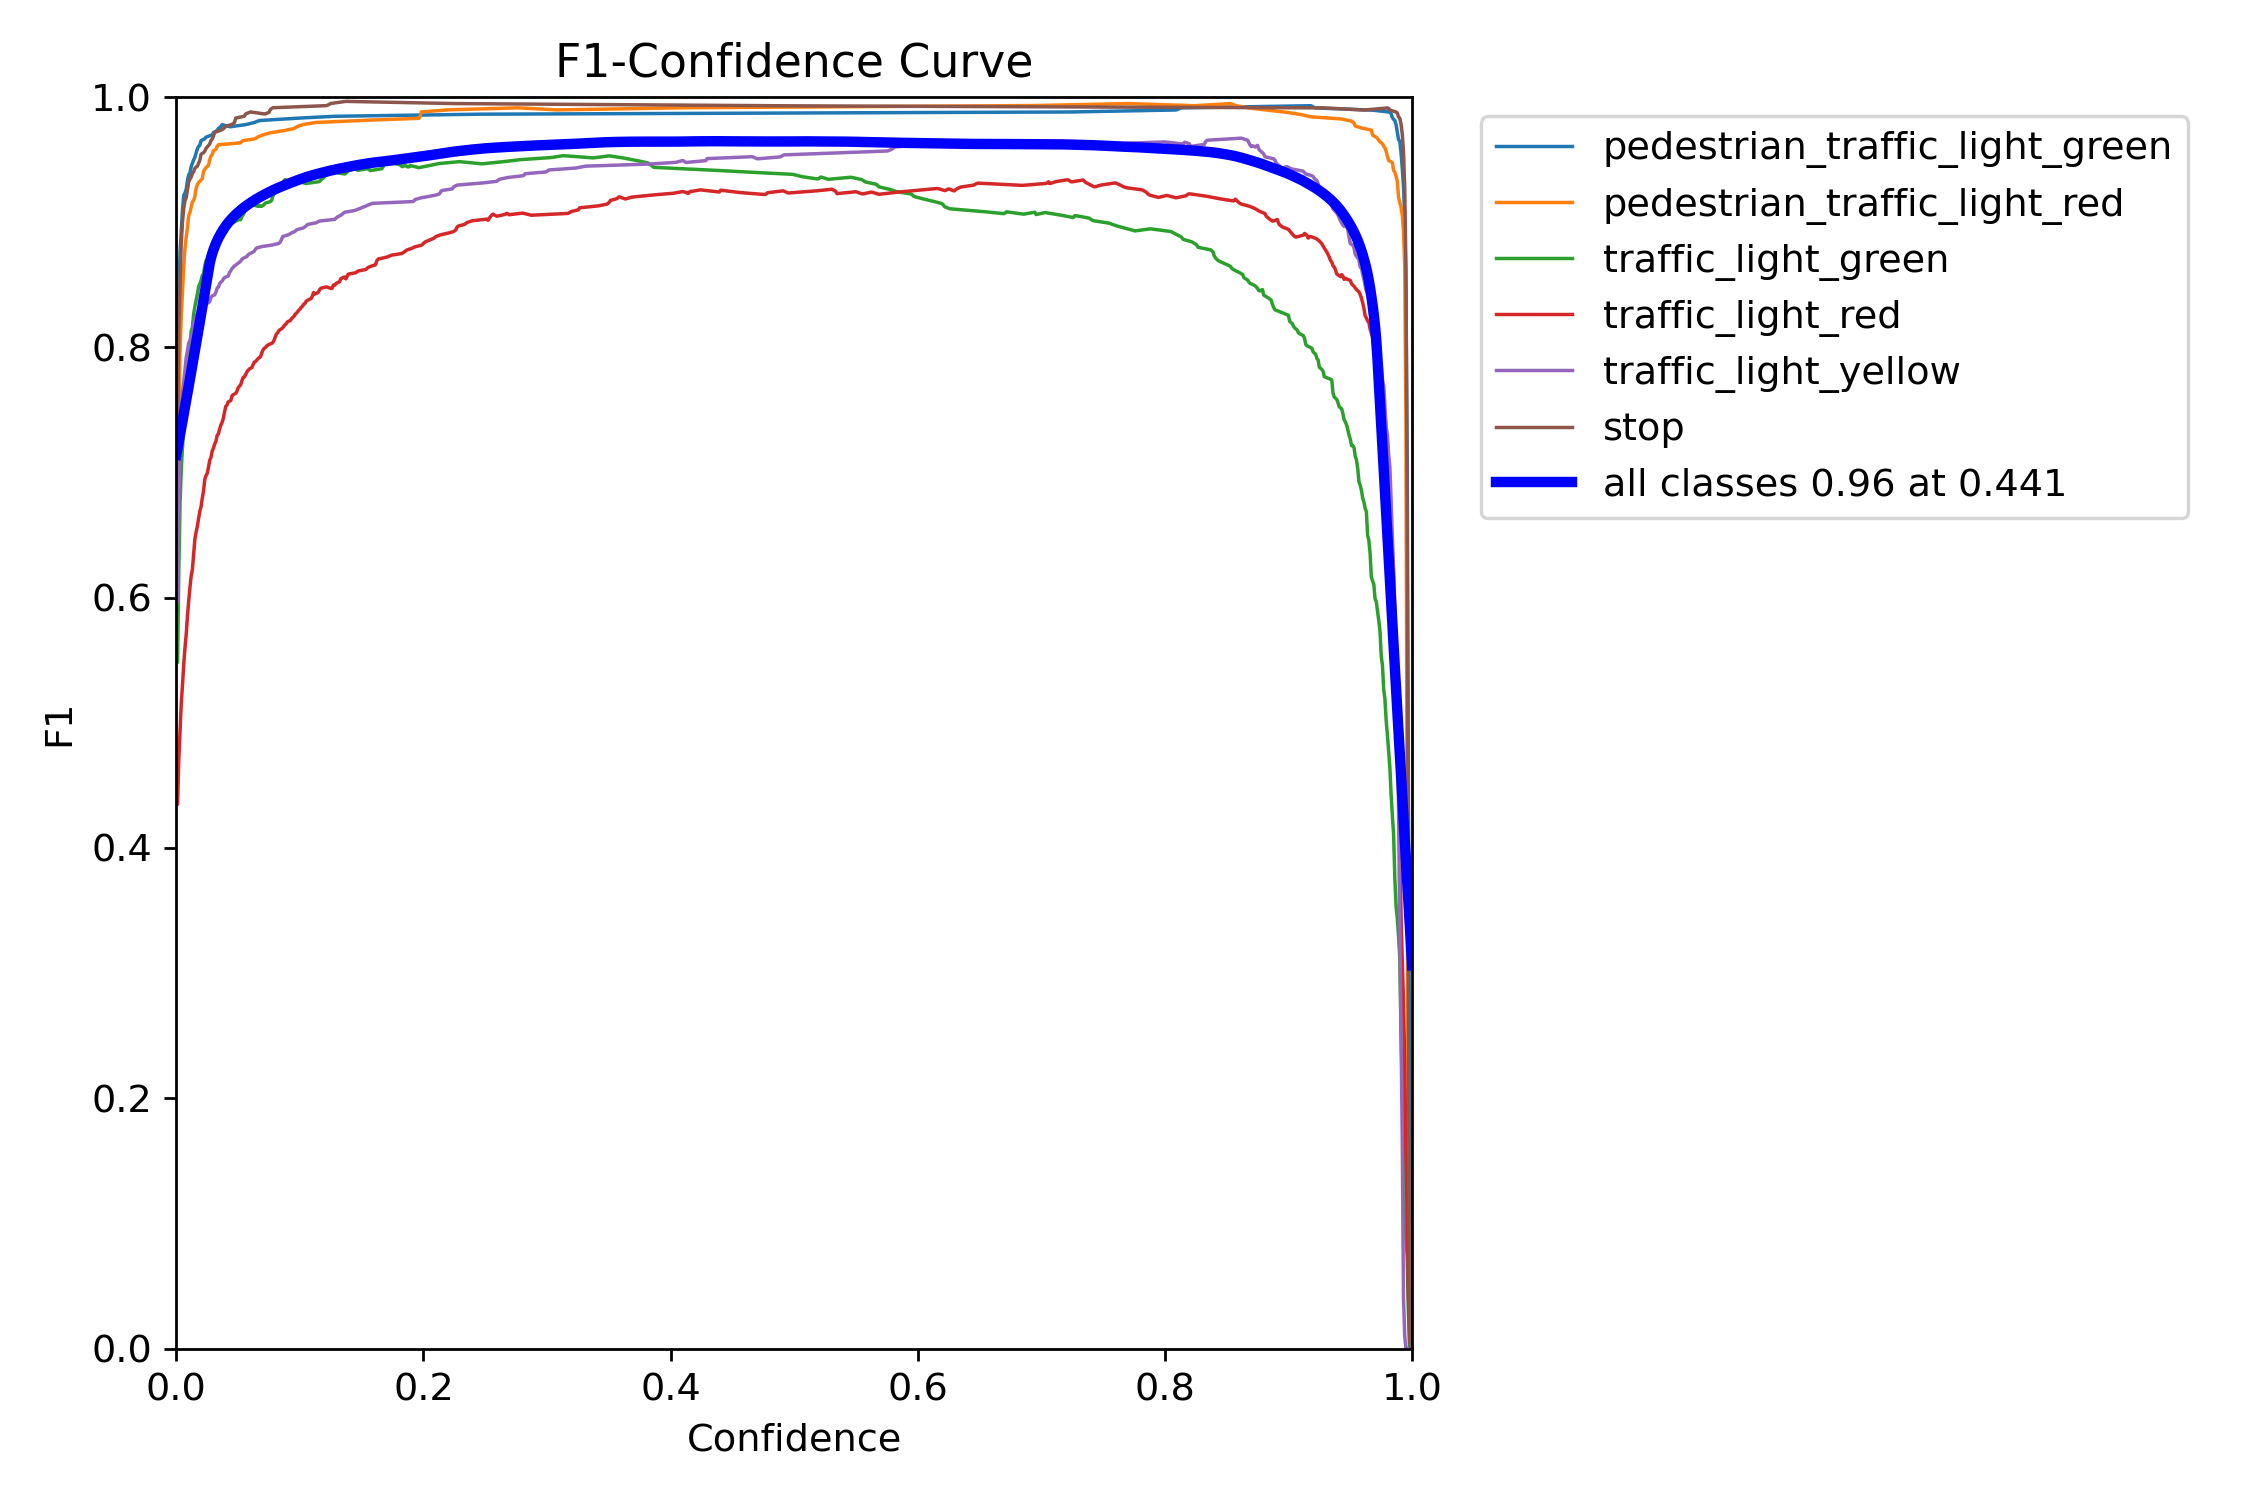 F1-Confidence Curve
1.0
0.8
0.6
0.4
0.2
0.0
F1
0.0 0.2 0.4 0.6 0.8 1.0
Confidence
pedestrian_traffic_light_green
pedestrian_traffic_light_red
traffic_light_green
traffic_light_red
traffic_light_yellow
stop
all classes 0.96 at 0.441